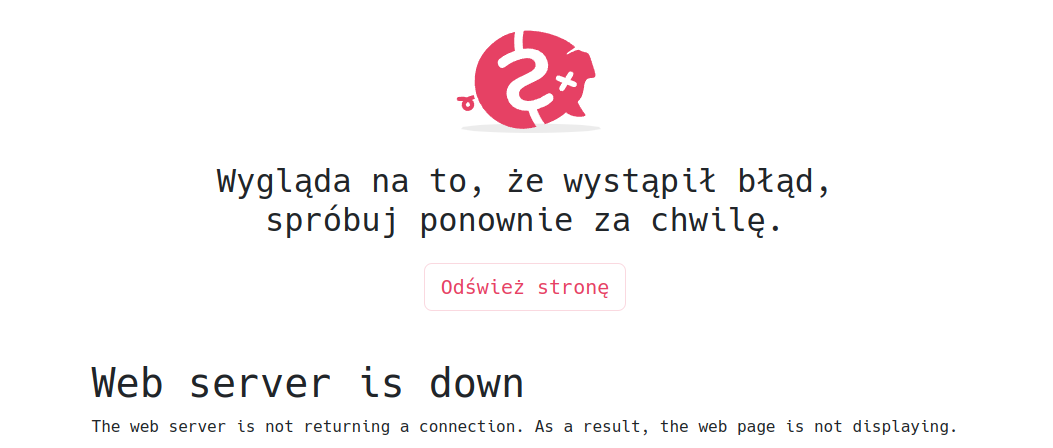 Wygląda na to, że wystąpił błąd,
spróbuj ponownie za chwilę.
Odśwież stronę
Web server is down
The web server is not returning a connection. As a result, the web page is not displaying.